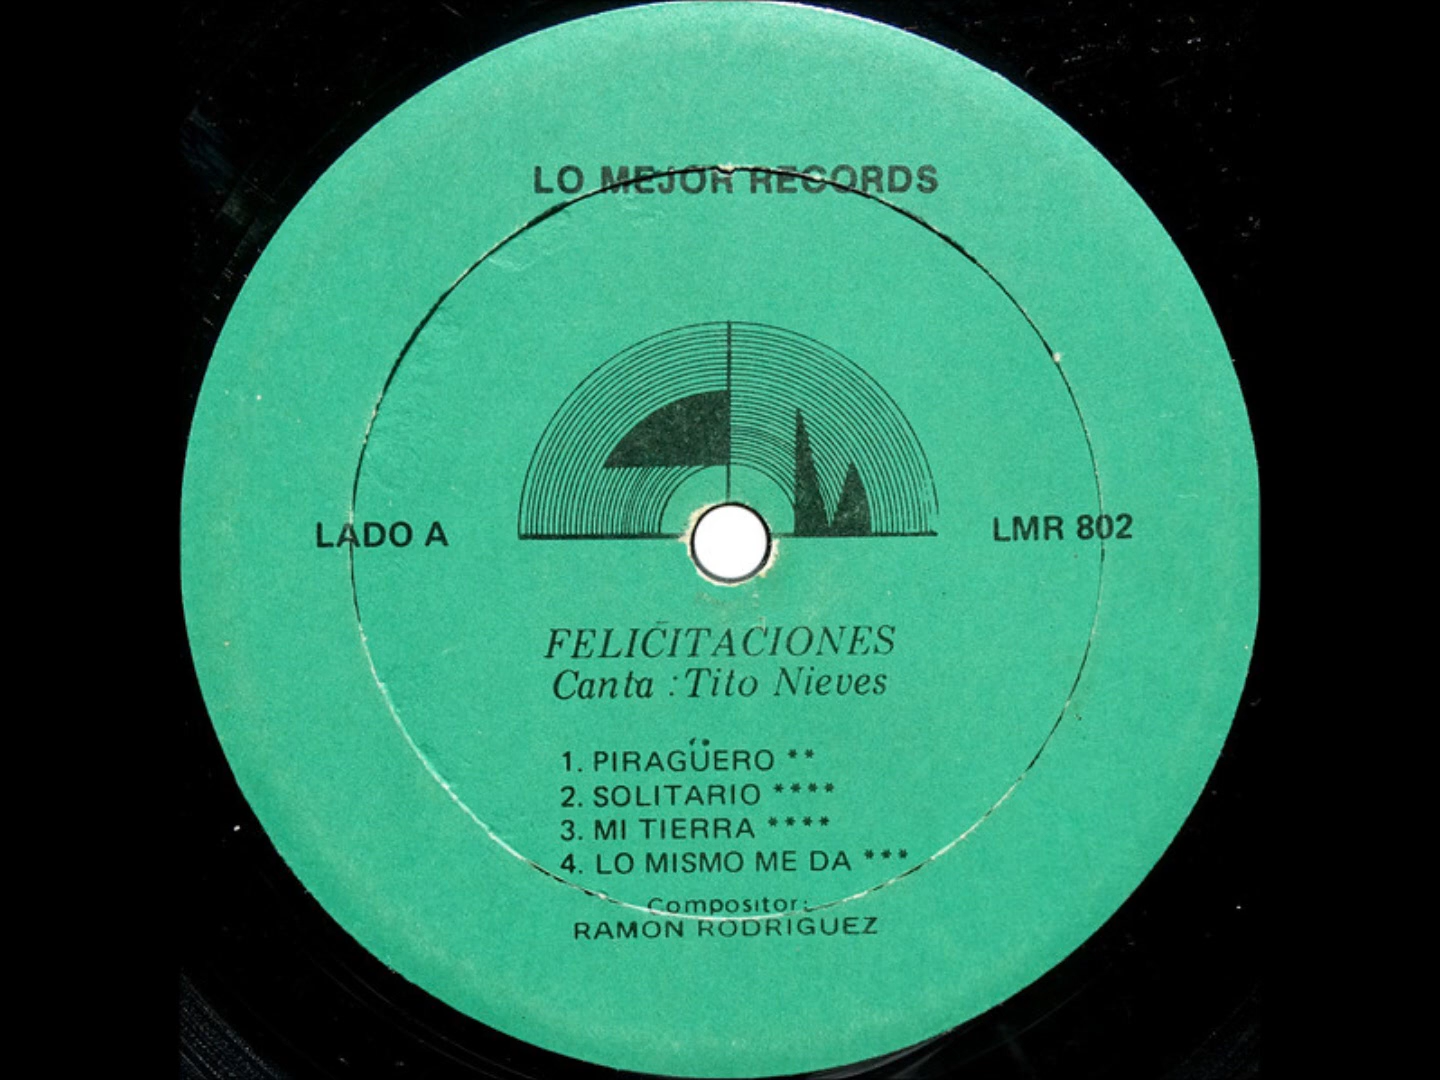 LO MEJOR RECORDS
LADO A
LMR 802
FELICITACIONES
Canta : Tito Nieves
1. PIRAGÜERO **
2. SOLITARIO ****
3. MI TIERRA ****
4. LO MISMO ME DA ***
Compositor:
RAMON RODRIGUEZ